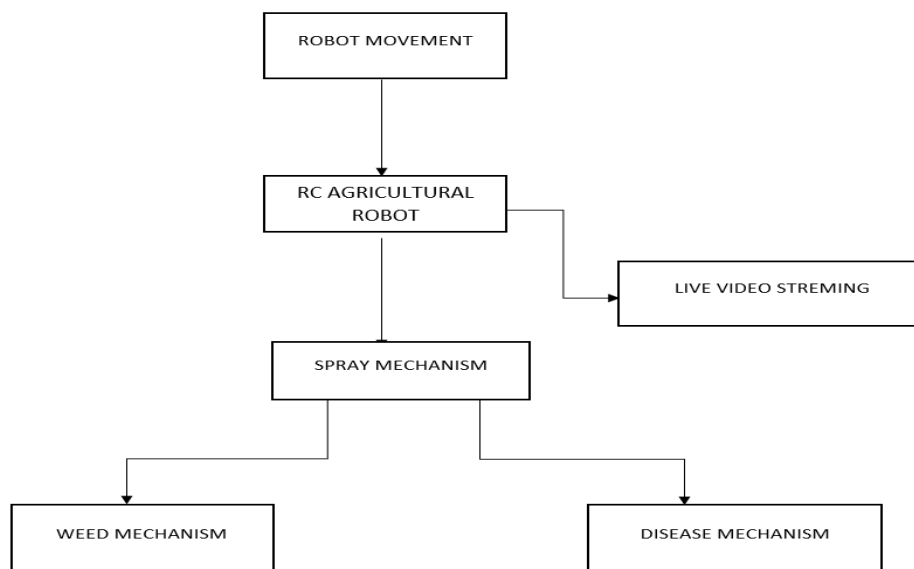 ROBOT MOVEMENT
RC AGRICULTURAL
ROBOT
LIVE VIDEO STREMING
SPRAY MECHANISM
WEED MECHANISM
DISEASE MECHANISM